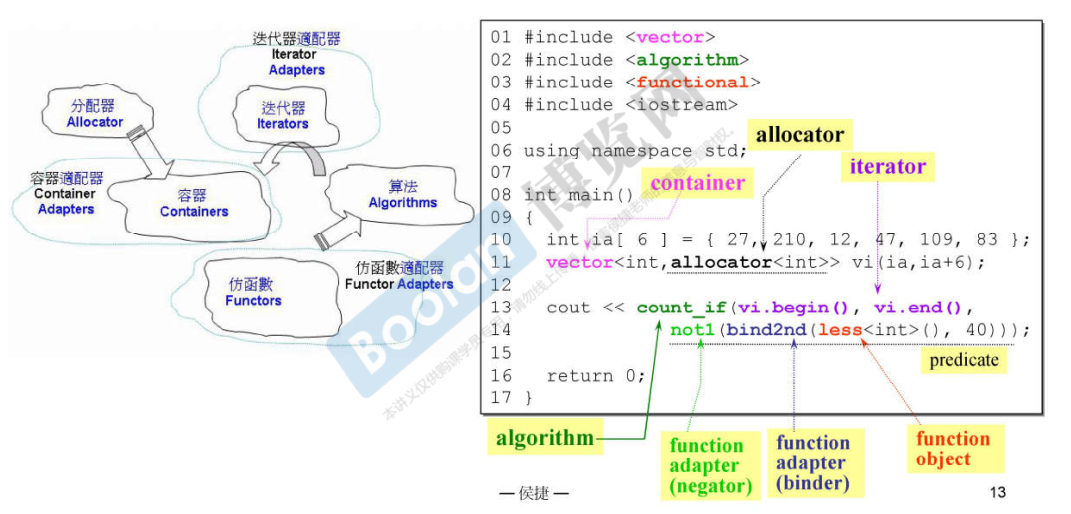 迭代器適配器
Iterator
Adapters
分配器
Allocator
迭代器
Iterators
容器適配器
Container
Adapters
容器
Containers
算法
Algorithms
仿函數
Functors
仿函數適配器
Functor Adapters
01 #include <vector>
02 #include <algorithm>
03 #include <functional>
04 #include <iostream>
05
06 using namespace std;
07
08 int main()
09 {
10   int ia[ 6 ] = { 27, 210, 12, 47, 109, 83 };
11   vector<int,allocator<int>> vi(ia,ia+6);
12
13   cout << count_if(vi.begin(), vi.end(),
14           not1(bind2nd(less<int>(), 40)));
15
16   return 0;
17 }
allocator
iterator
container
predicate
algorithm
function
adapter
(negator)
function
adapter
(binder)
function
object
— 侯捷 —
13
Boolan 博览网